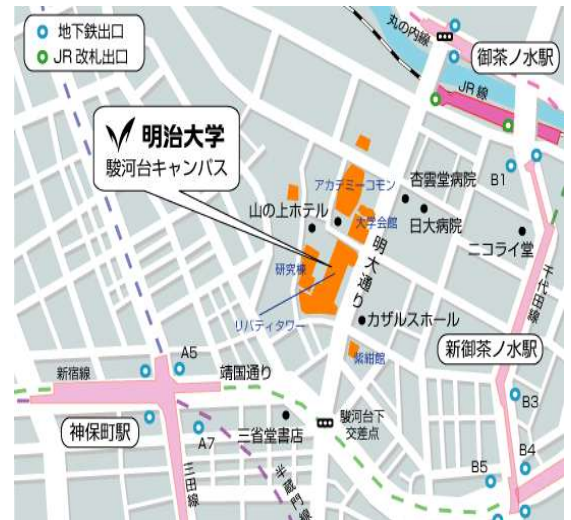 地下鉄出口
JR 改札出口
丸の内線
御茶ノ水駅
JR 線
明治大学
駿河台キャンパス
アカデミーコモン
杏雲堂病院
B1
山の上ホテル
大学会館
日大病院
ニコライ堂
研究棟
明大通り
千代田線
リバティタワー
カザルスホール
新御茶ノ水駅
紫紺館
新宿線
A5
靖国通り
神保町駅
A7
三省堂書店
駿河台下
交差点
B3
B4
B5
三田線
半蔵門線